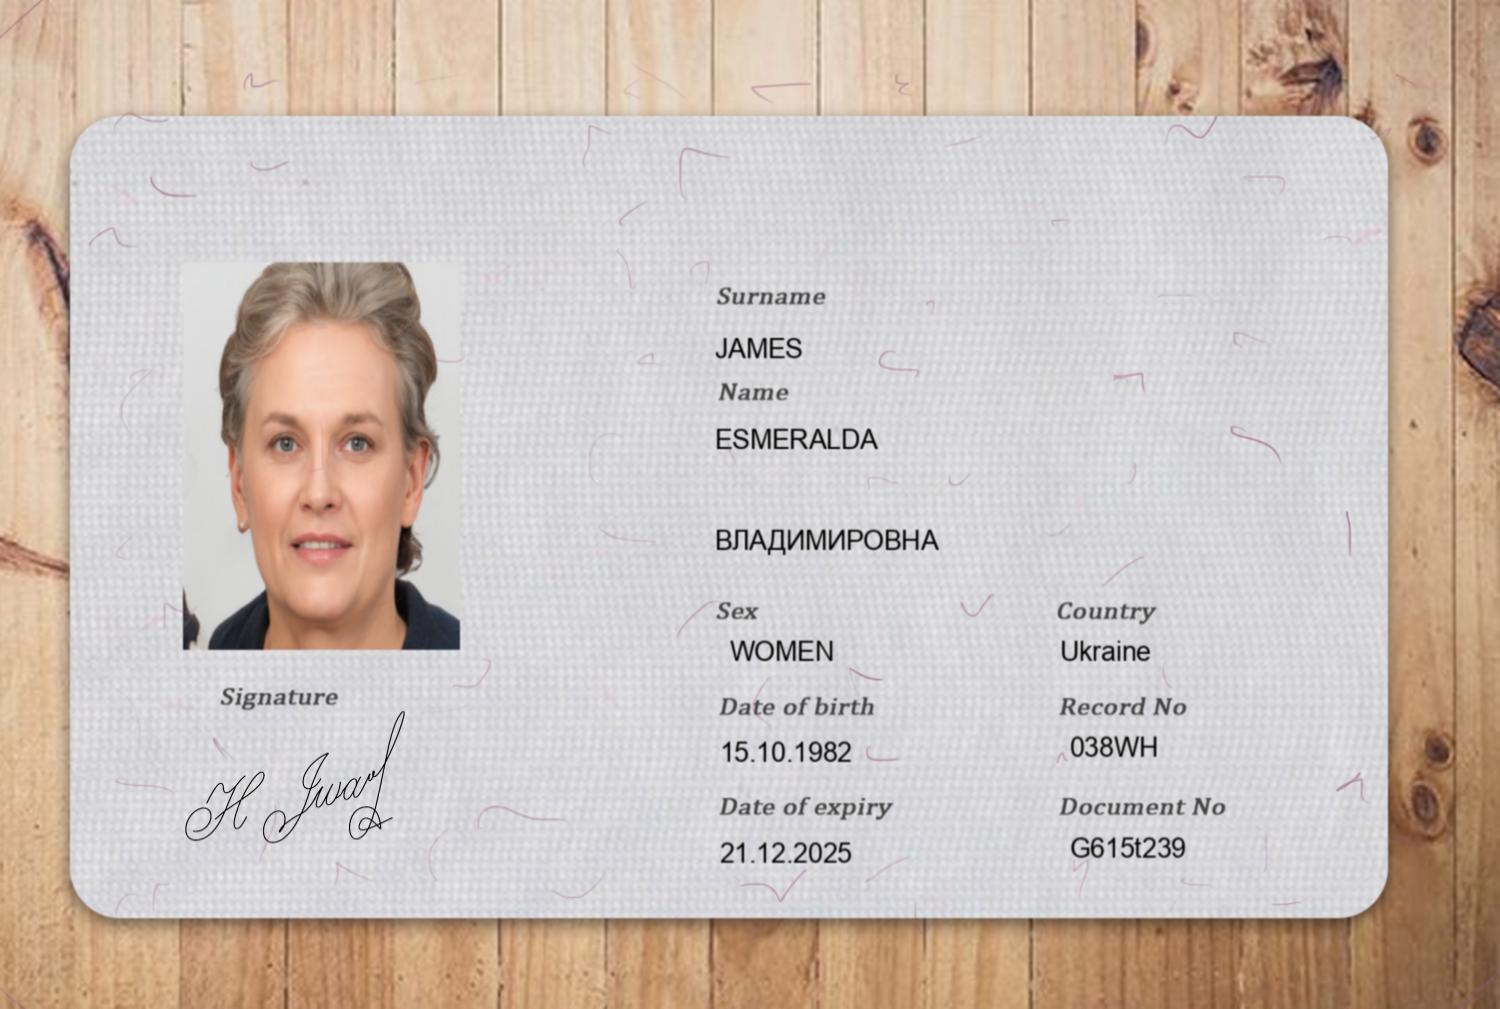 Surname
JAMES
Name
ESMERALDA
ВЛАДИМИРОВНА
Sex
Country
WOMEN
Ukraine
Signature
Date of birth
Record No
15.10.1982
038WH
Date of expiry
Document No
21.12.2025
G615t239